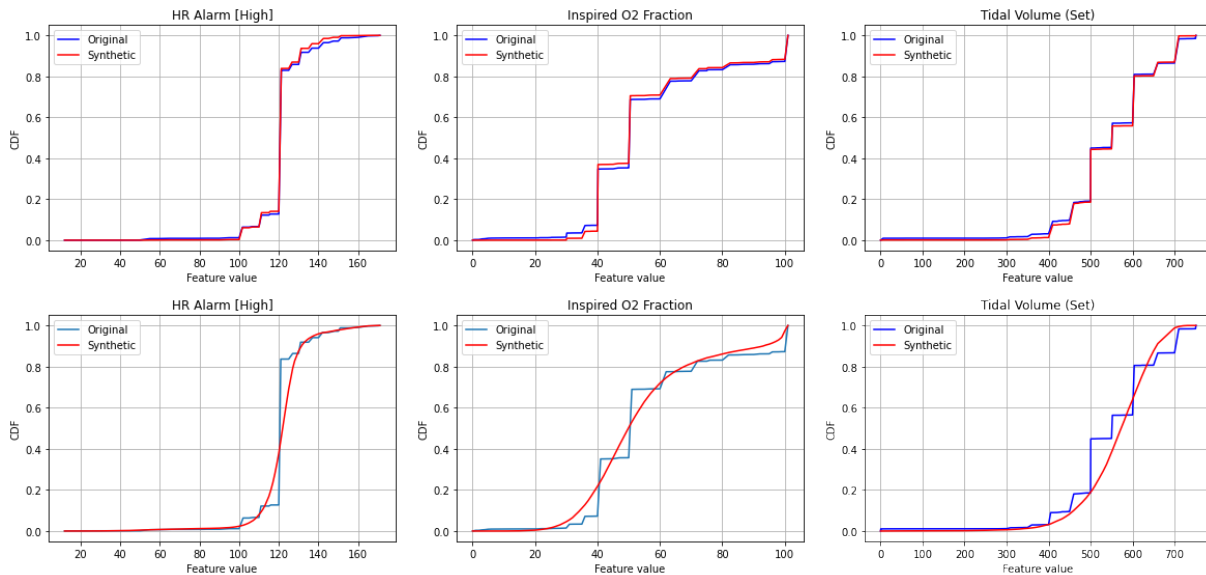 HR Alarm [High]
1.0
0.8
0.6
0.4
0.2
0.0
CDF
Original
Synthetic
20 40 60 80 100 120 140 160
Feature value
Inspired O2 Fraction
1.0
0.8
0.6
0.4
0.2
0.0
CDF
Original
Synthetic
0 20 40 60 80 100
Feature value
Tidal Volume (Set)
1.0
0.8
0.6
0.4
0.2
0.0
CDF
Original
Synthetic
0 100 200 300 400 500 600 700
Feature value
HR Alarm [High]
1.0
0.8
0.6
0.4
0.2
0.0
CDF
Original
Synthetic
20 40 60 80 100 120 140 160
Feature value
Inspired O2 Fraction
1.0
0.8
0.6
0.4
0.2
0.0
CDF
Original
Synthetic
0 20 40 60 80 100
Feature value
Tidal Volume (Set)
1.0
0.8
0.6
0.4
0.2
0.0
CDF
Original
Synthetic
0 100 200 300 400 500 600 700
Feature value